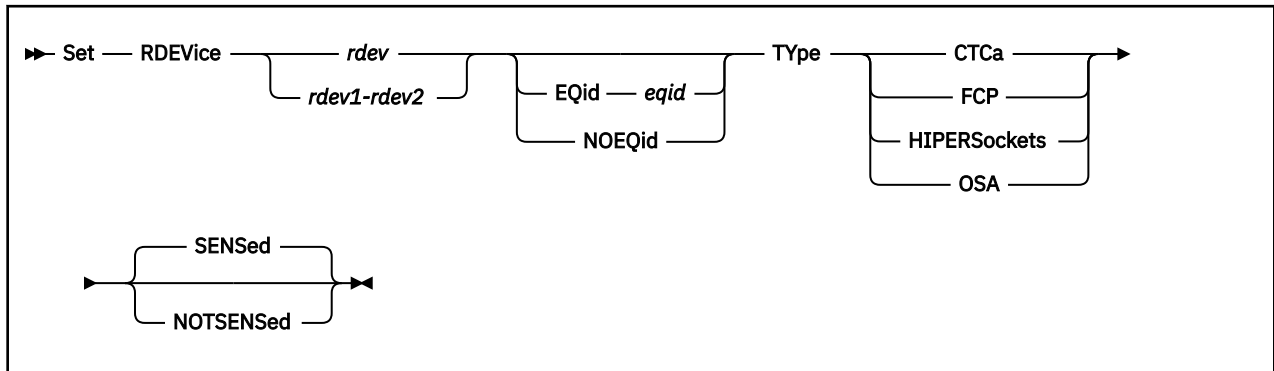 Set RDEVice rdev TYpe CTCa
rdev1-rdev2 EQid eqid FCP
NOEQid HIPERSockets
OSA
SENSed
NOTSENSed